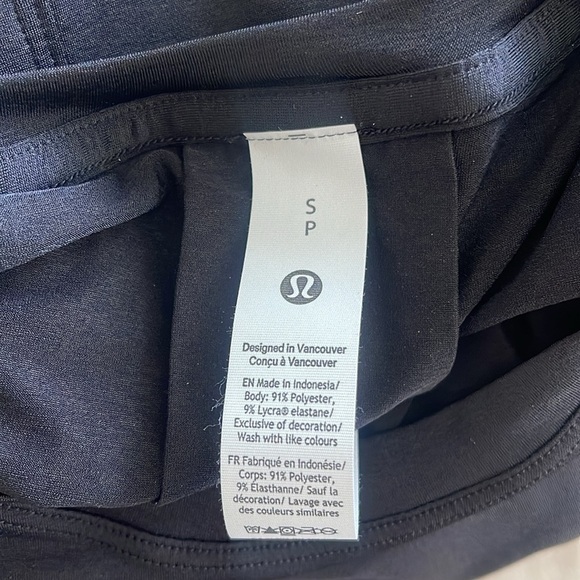 S
P
Designed in Vancouver
Conçu à Vancouver
EN Made in Indonesia/
Body: 91% Polyester,
9% Lycra® elastane/
Exclusive of decoration/
Wash with like colours
FR Fabriqué en Indonésie/
Corps: 91% Polyester,
9% Élasthanne/ Sauf la
décoration/ Lavage avec
des couleurs similaires